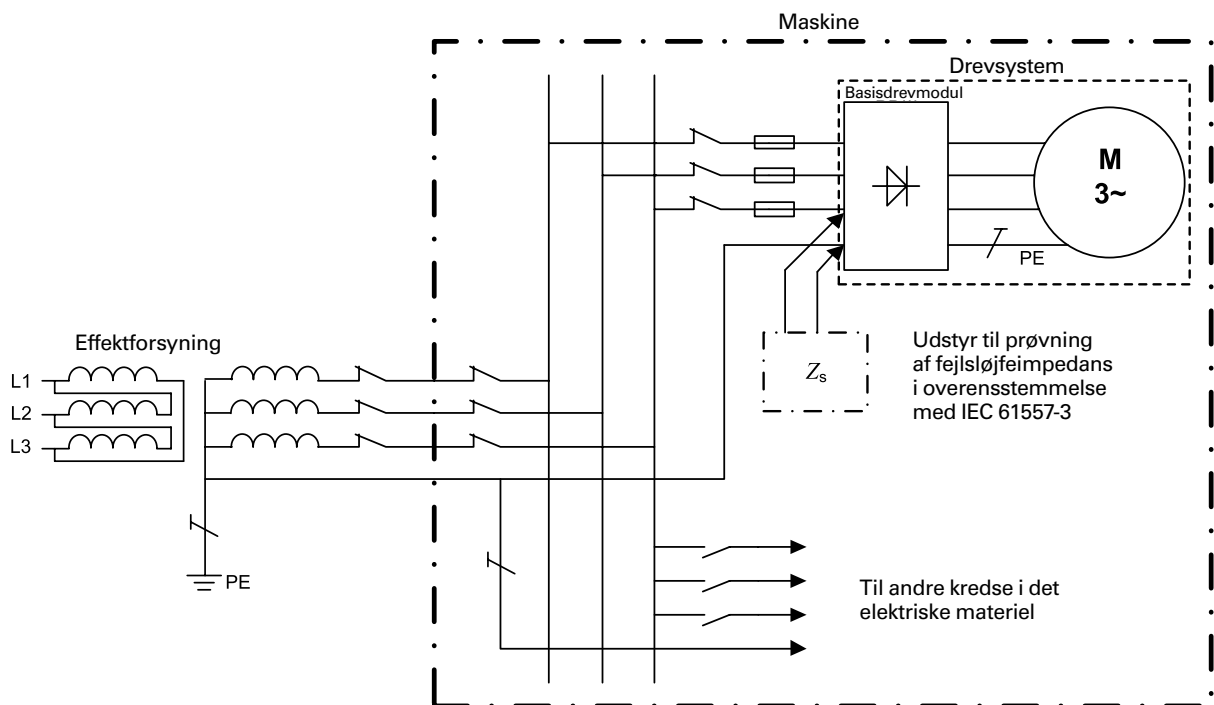 Maskine
Drevsystem
Basisdrevmodul
M
3~
PE
Effektforsyning
L1
L2
L3
Udstyr til prøvning
af fejlsløjfeimpedans
i overensstemmelse
med IEC 61557-3
Zs
PE
Til andre kredse i det
elektriske materiel